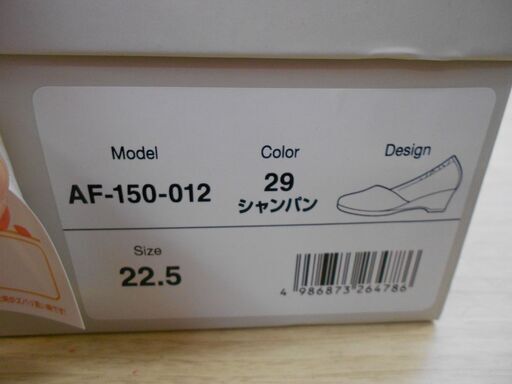 Model
Color
Design
AF-150-012
29
シャンパン
Size
22.5
4 986873 264786